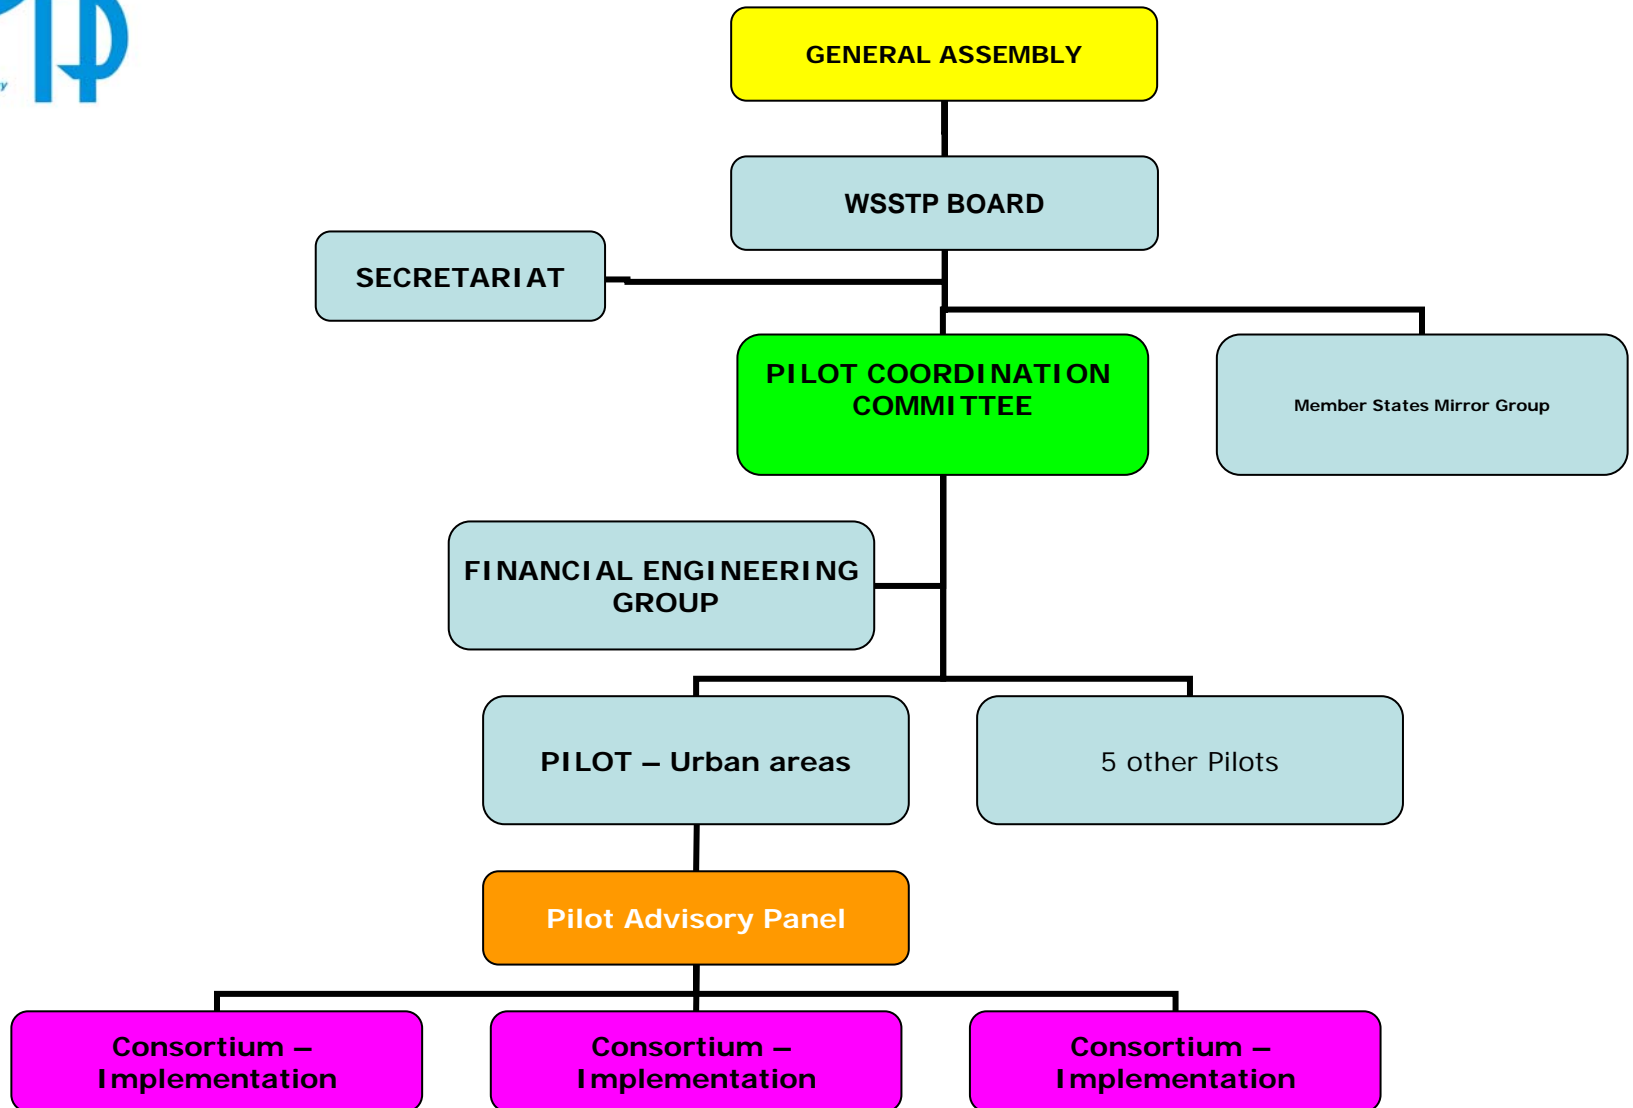 GENERAL ASSEMBLY
WSSTP BOARD
SECRETARIAT
PILOT COORDINATION
COMMITTEE
Member States Mirror Group
FINANCIAL ENGINEERING
GROUP
PILOT – Urban areas
5 other Pilots
Pilot Advisory Panel
Consortium –
Implementation
Consortium –
Implementation
Consortium –
Implementation